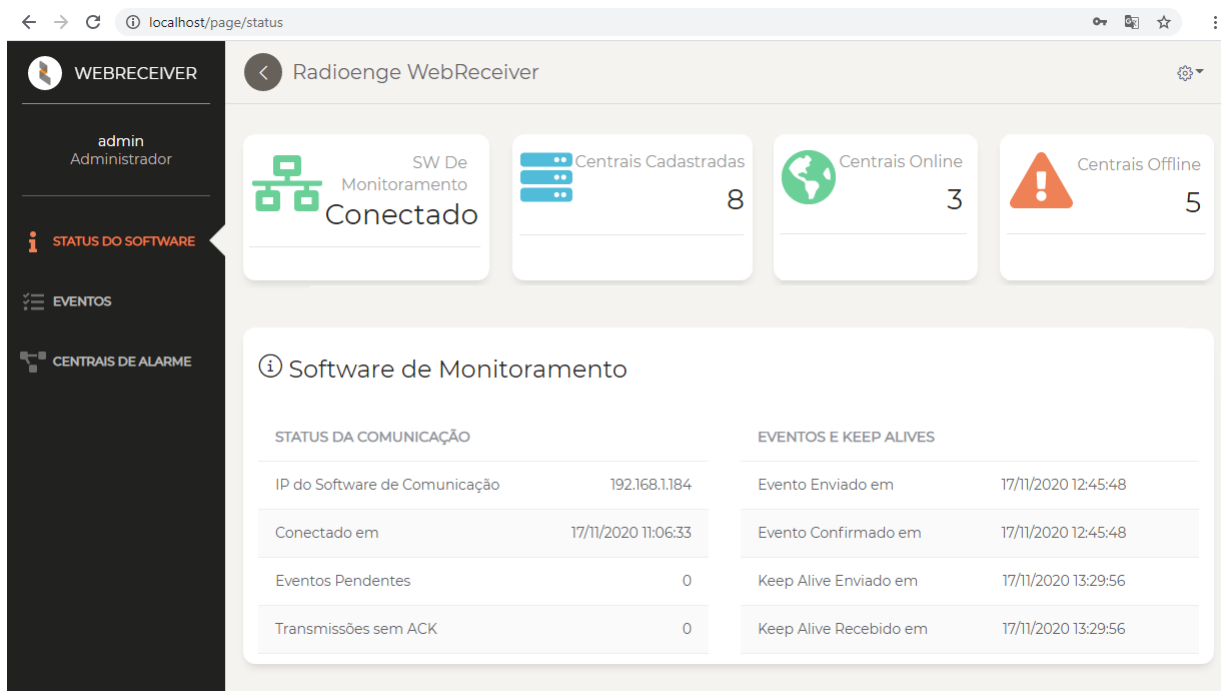 localhost/page/status
WEBRECEIVER
Radioenge WebReceiver
admin
Administrador
STATUS DO SOFTWARE
EVENTOS
CENTRAIS DE ALARME
SW De
Monitoramento
Conectado
Centrais Cadastradas
8
Centrais Online
3
Centrais Offline
5
Software de Monitoramento
STATUS DA COMUNICAÇÃO
IP do Software de Comunicação 192.168.1.184
Conectado em 17/11/2020 11:06:33
Eventos Pendentes 0
Transmissões sem ACK 0
EVENTOS E KEEP ALIVES
Evento Enviado em 17/11/2020 12:45:48
Evento Confirmado em 17/11/2020 12:45:48
Keep Alive Enviado em 17/11/2020 13:29:56
Keep Alive Recebido em 17/11/2020 13:29:56